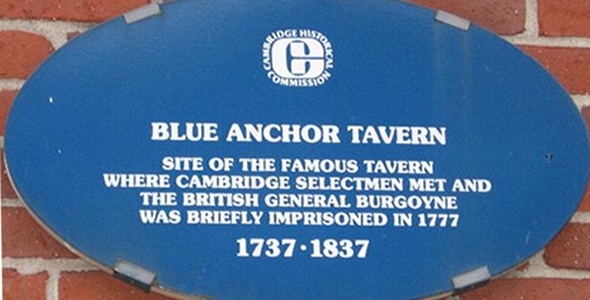 CAMBRIDGE HISTORICAL COMMISSION
C
BLUE ANCHOR TAVERN
SITE OF THE FAMOUS TAVERN
WHERE CAMBRIDGE SELECTMEN MET AND
THE BRITISH GENERAL BURGOYNE
WAS BRIEFLY IMPRISONED IN 1777
1737·1837